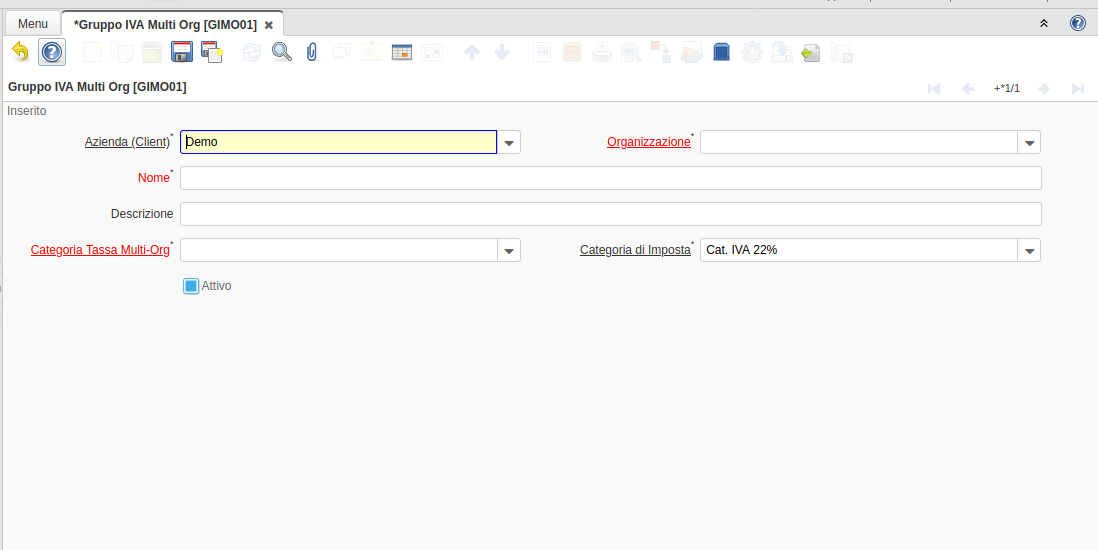 Menu
*Gruppo IVA Multi Org [GIMO01]
Gruppo IVA Multi Org [GIMO01]
+*1/1
Inserito
Azienda (Client)* Demo
Organizzazione*
Nome*
Descrizione
Categoria Tassa Multi-Org*
Categoria di Imposta* Cat. IVA 22%
Attivo